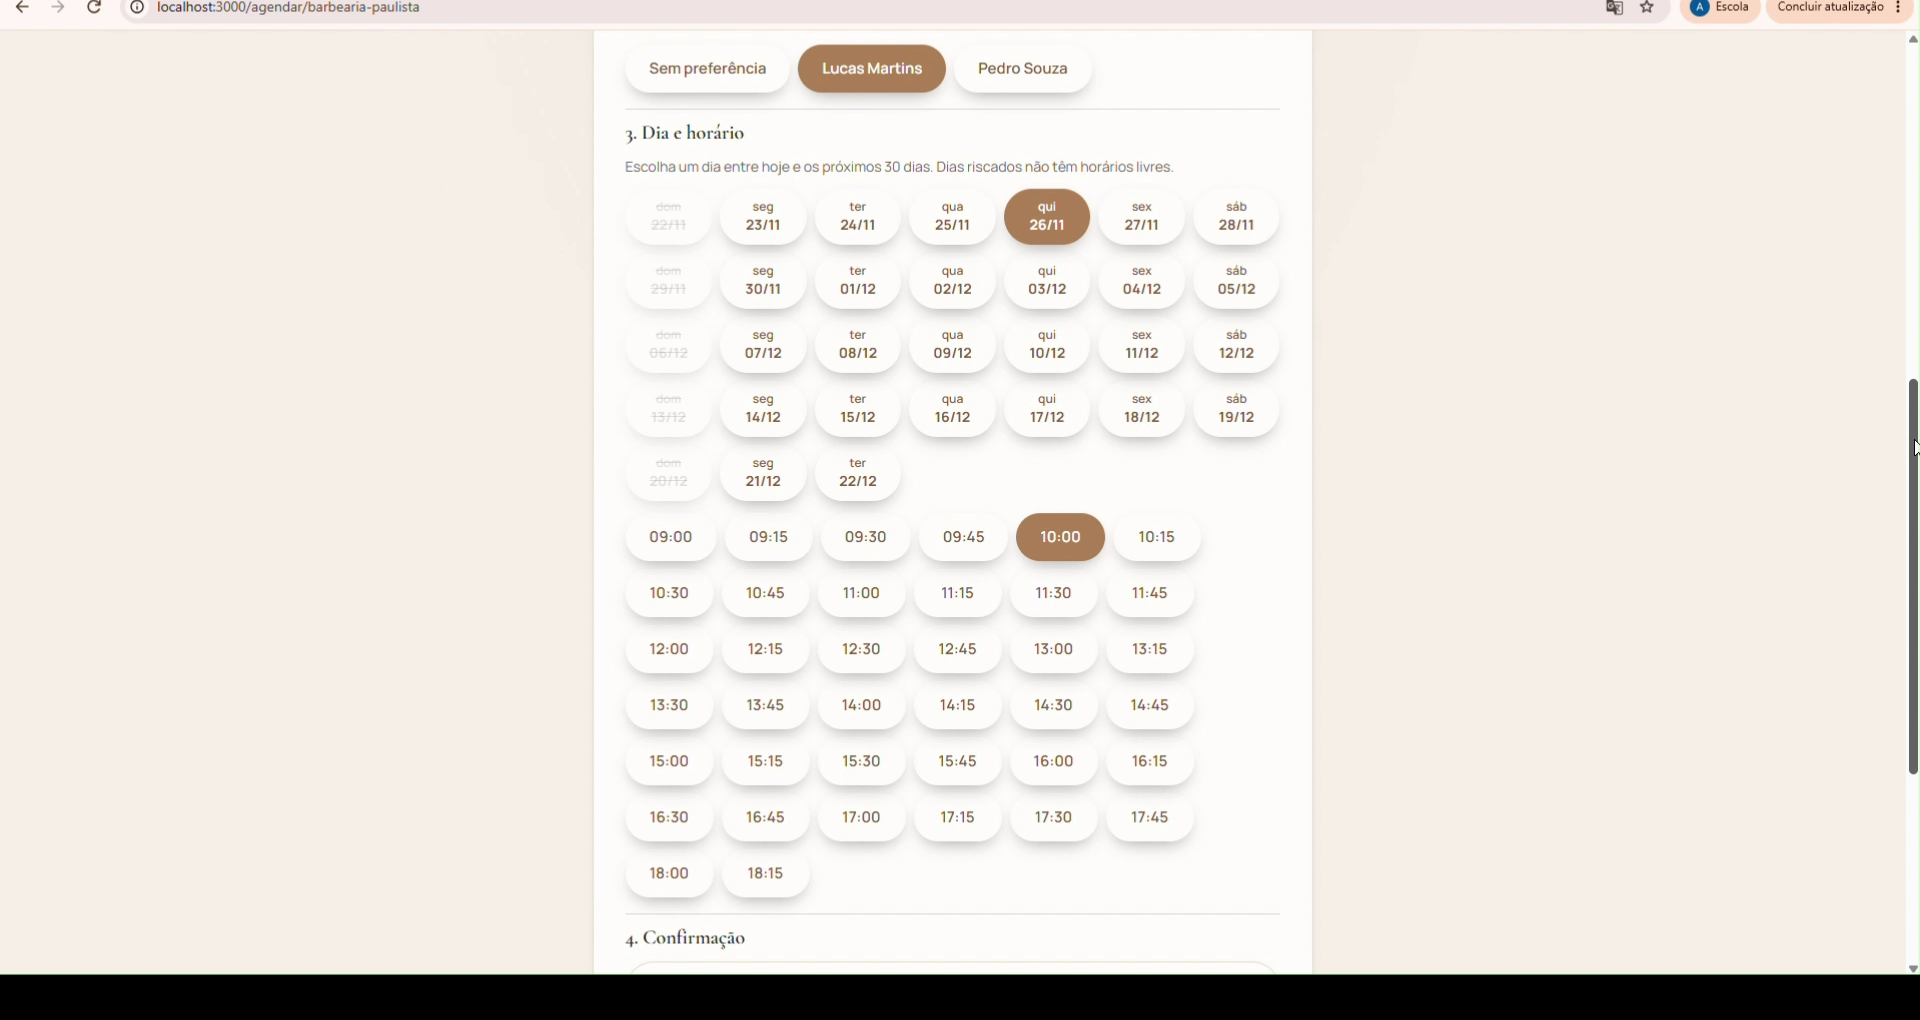 localhost:3000/agendar/barbearia-paulista
A Escola Concluir atualização
Sem preferência Lucas Martins Pedro Souza
3. Dia e horário
Escolha um dia entre hoje e os próximos 30 dias. Dias riscados não têm horários livres.
dom seg ter qua qui sex sáb
22/11 23/11 24/11 25/11 26/11 27/11 28/11
dom seg ter qua qui sex sáb
29/11 30/11 01/12 02/12 03/12 04/12 05/12
dom seg ter qua qui sex sáb
06/12 07/12 08/12 09/12 10/12 11/12 12/12
dom seg ter qua qui sex sáb
13/12 14/12 15/12 16/12 17/12 18/12 19/12
dom seg ter
20/12 21/12 22/12
09:00 09:15 09:30 09:45 10:00 10:15
10:30 10:45 11:00 11:15 11:30 11:45
12:00 12:15 12:30 12:45 13:00 13:15
13:30 13:45 14:00 14:15 14:30 14:45
15:00 15:15 15:30 15:45 16:00 16:15
16:30 16:45 17:00 17:15 17:30 17:45
18:00 18:15
4. Confirmação